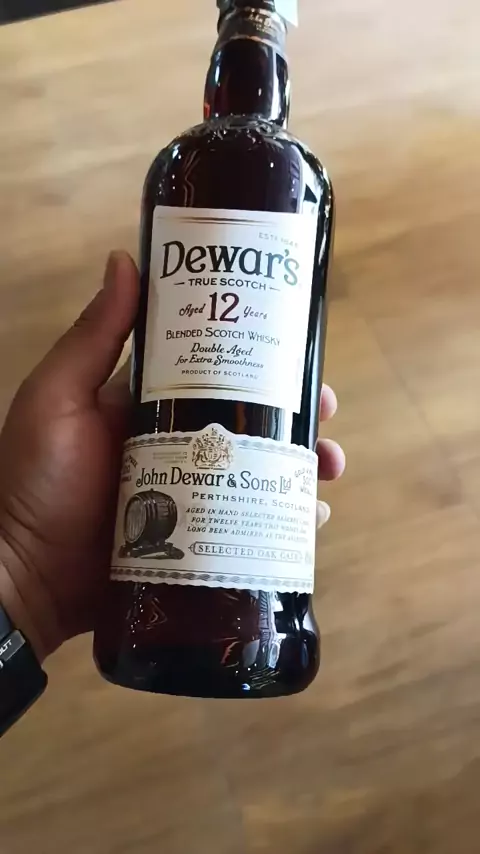 ESTD 1846
Dewar's
TRUE SCOTCH
Aged 12 Years
BLENDED SCOTCH WHISKY
Double Aged
for Extra Smoothness
PRODUCT OF SCOTLAND
John Dewar & Sons Ltd
PERTHSHIRE, SCOTLAND
AGED IN HAND SELECTED
FOR TWELVE YEARS THIS
LONG BEEN ADMIRED
SELECTED OAK CASKS